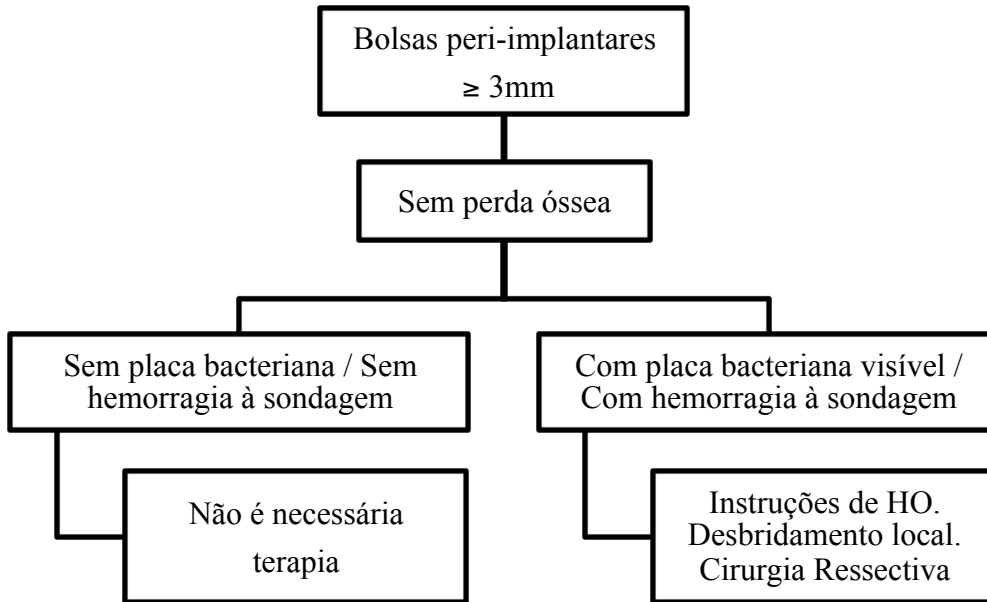 Bolsas peri-implantares
≥ 3mm
Sem perda óssea
Sem placa bacteriana / Sem
hemorragia à sondagem
Com placa bacteriana visível /
Com hemorragia à sondagem
Não é necessária
terapia
Instruções de HO.
Desbridamento local.
Cirurgia Ressectiva